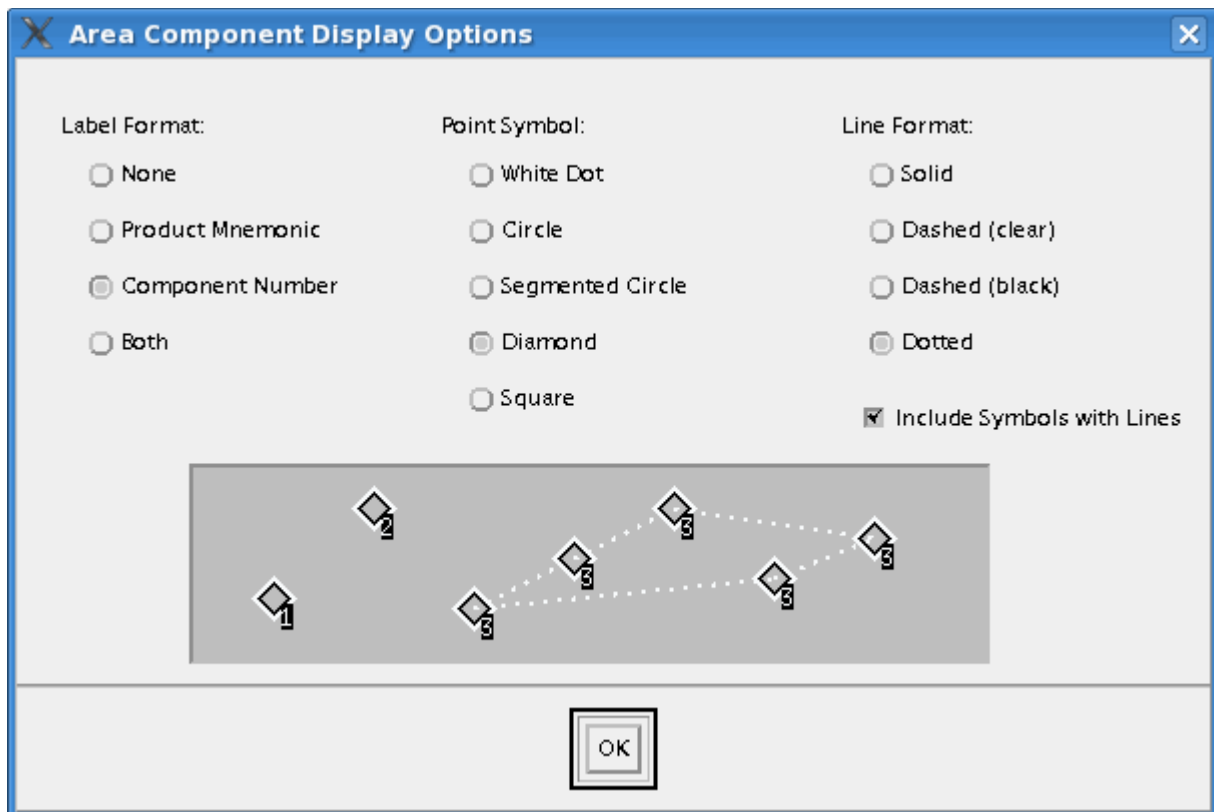 Area Component Display Options
Label Format:
None
Product Mnemonic
Component Number
Both
Point Symbol:
White Dot
Circle
Segmented Circle
Diamond
Square
Line Format:
Solid
Dashed (clear)
Dashed (black)
Dotted
Include Symbols with Lines
2
3
3
3
3
1
3
OK